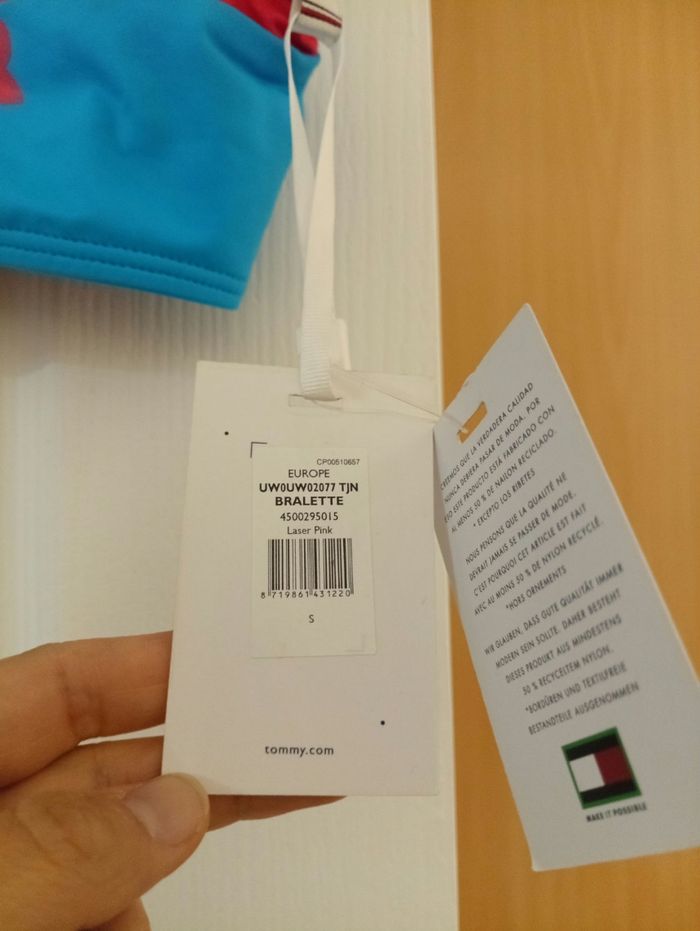 CP00510657
EUROPE
UW0UW02077 TJN
BRALETTE
4500295015
Laser Pink
8 719861 431220
S
tommy.com
CREEMOS QUE LA VERDADERA CALIDAD
NUNCA DEBIERA PASAR DE MODA. POR
ESO ESTE PRODUCTO ESTÁ FABRICADO CON
AL MENOS 50 % DE NAILON RECICLADO.
* EXCEPTO LOS RIBETES
NOUS PENSONS QUE LA QUALITÉ NE
DEVRAIT JAMAIS SE PASSER DE MODE.
C'EST POURQUOI CET ARTICLE EST FAIT
AVEC AU MOINS 50 % DE NYLON RECYCLÉ.
*HORS ORNEMENTS
WIR GLAUBEN, DASS GUTE QUALITÄT IMMER
MODERN SEIN SOLLTE. DAHER BESTEHT
DIESES PRODUKT AUS MINDESTENS
50 % RECYCELTEM NYLON.
*BORDÜREN UND TEXTILFREIE
BESTANDTEILE AUSGENOMMEN
MAKE IT POSSIBLE